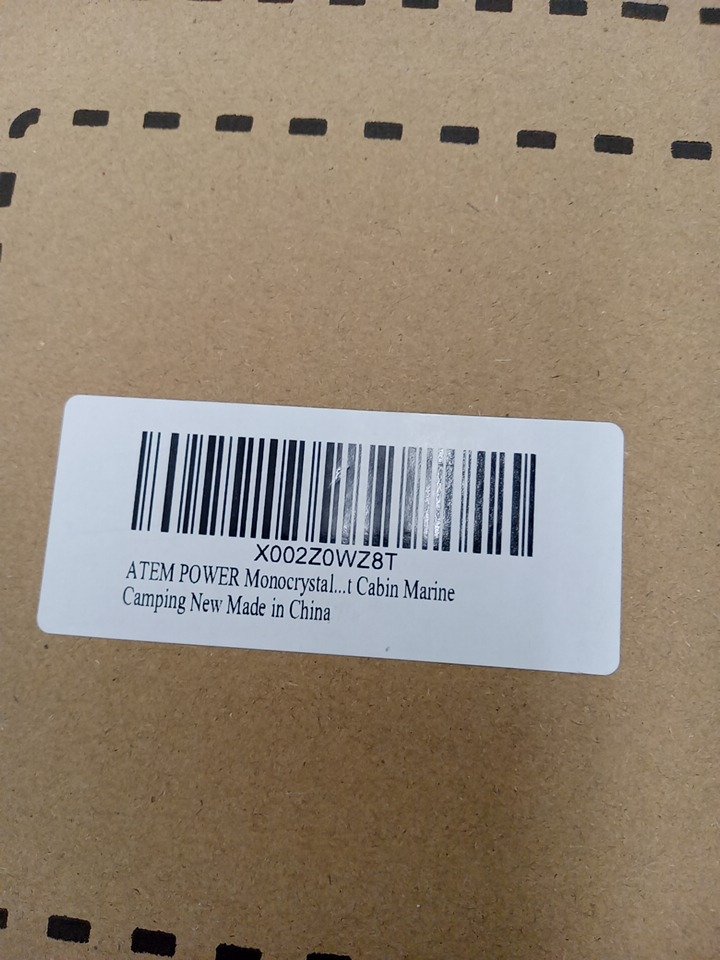 X002Z0WZ8T
ATEM POWER Monocrystal...t Cabin Marine
Camping New Made in China